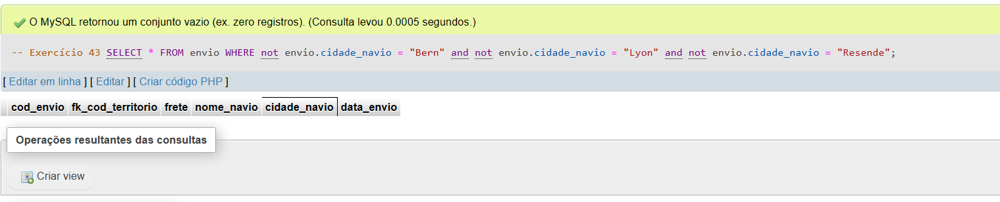 O MySQL retornou um conjunto vazio (ex. zero registros). (Consulta levou 0.0005 segundos.)
-- Exercício 43 SELECT * FROM envio WHERE not envio.cidade_navio = "Bern" and not envio.cidade_navio = "Lyon" and not envio.cidade_navio = "Resende";
[ Editar em linha ] [ Editar ] [ Criar código PHP ]
cod_envio fk_cod_territorio frete nome_navio cidade_navio data_envio
Operações resultantes das consultas
Criar view